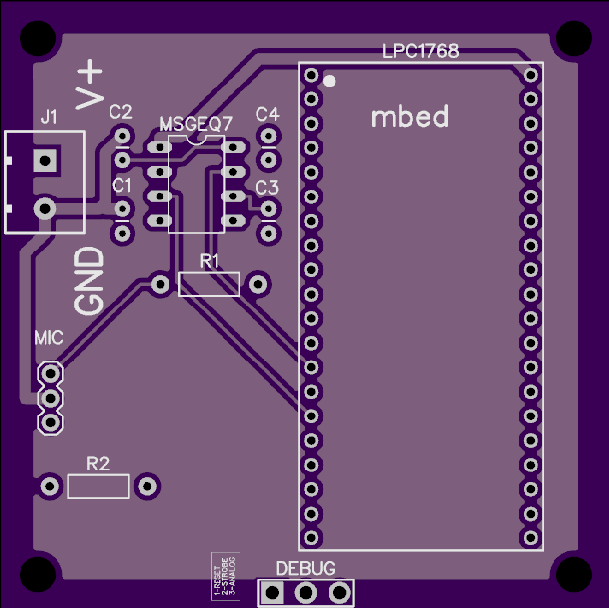 LPC1768
V+
mbed
J1
C2
MSGEQ7
C4
C1
C3
GND
R1
MIC
R2
1-RESET
2-STROBE
3-ANALOG
DEBUG